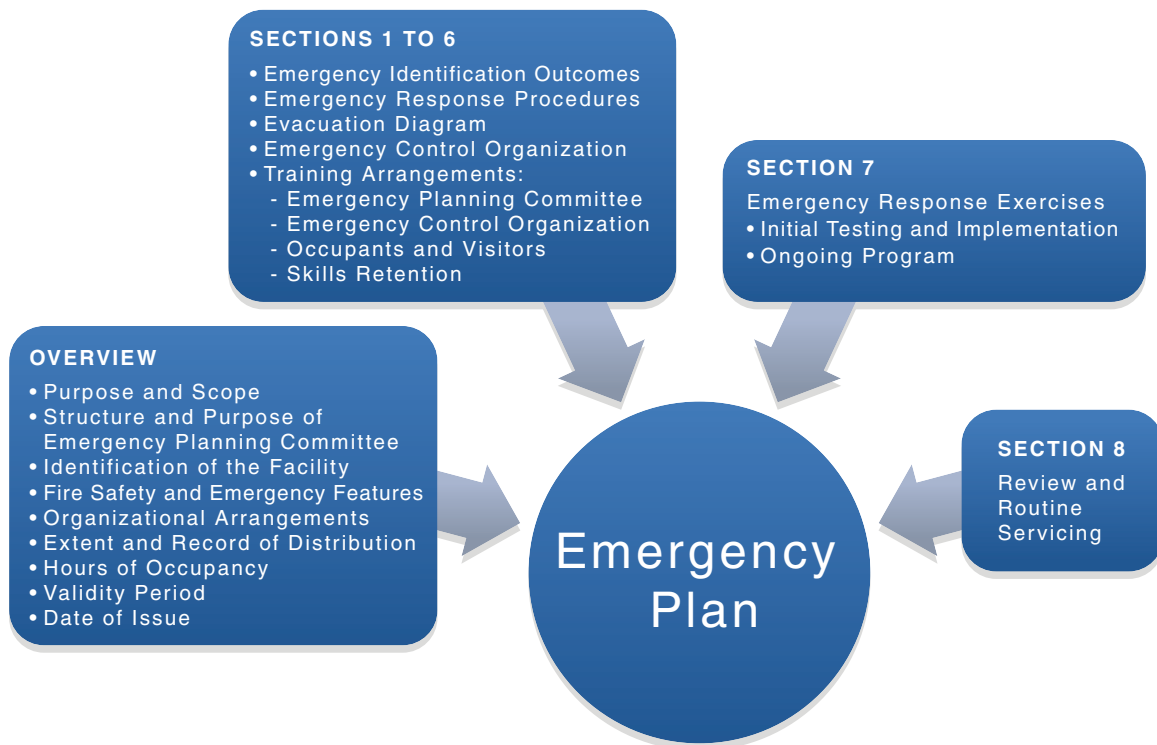 SECTIONS 1 TO 6
• Emergency Identification Outcomes
• Emergency Response Procedures
• Evacuation Diagram
• Emergency Control Organization
• Training Arrangements:
- Emergency Planning Committee
- Emergency Control Organization
- Occupants and Visitors
- Skills Retention
SECTION 7
Emergency Response Exercises
• Initial Testing and Implementation
• Ongoing Program
OVERVIEW
• Purpose and Scope
• Structure and Purpose of
Emergency Planning Committee
• Identification of the Facility
• Fire Safety and Emergency Features
• Organizational Arrangements
• Extent and Record of Distribution
• Hours of Occupancy
• Validity Period
• Date of Issue
SECTION 8
Review and
Routine
Servicing
Emergency
Plan